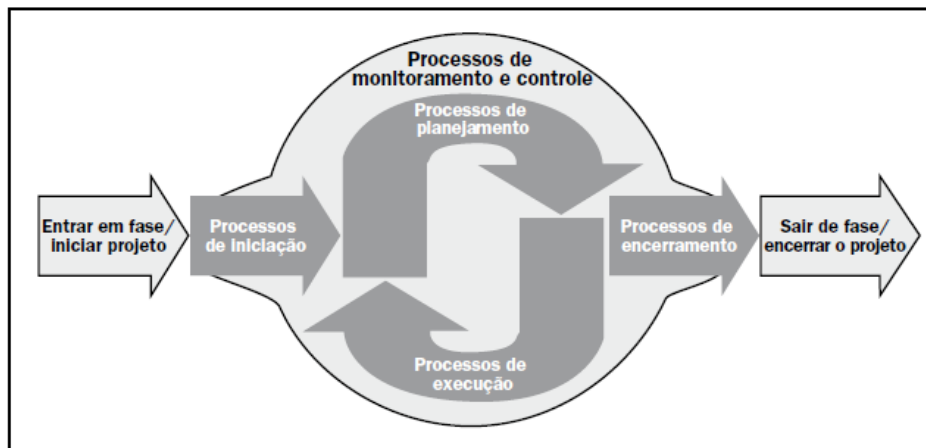 Processos de
monitoramento e controle
Processos de
planejamento
Entrar em fase/
iniciar projeto
Processos
de iniciação
Processos de
encerramento
Sair de fase/
encerrar o projeto
Processos de
execução